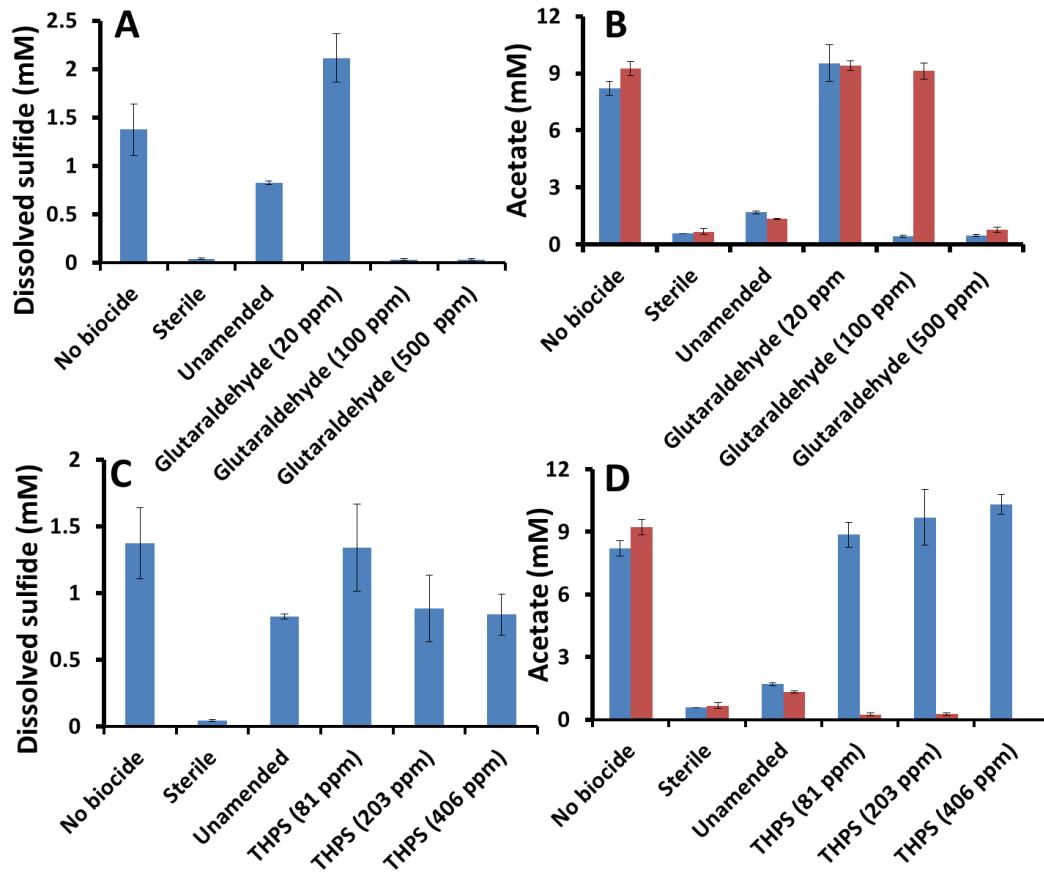 A
Dissolved sulfide (mM)
2.5
2
1.5
1
0.5
0
No biocide
Sterile
Unamended
Glutaraldehyde (20 ppm)
Glutaraldehyde (100 ppm)
Glutaraldehyde (500 ppm)
B
Acetate (mM)
12
9
6
3
0
No biocide
Sterile
Unamended
Glutaraldehyde (20 ppm
Glutaraldehyde (100 ppm)
Glutaraldehyde (500 ppm)
C
Dissolved sulfide (mM)
2
1.5
1
0.5
0
No biocide
Sterile
Unamended
THPS (81 ppm)
THPS (203 ppm)
THPS (406 ppm)
D
Acetate (mM)
12
9
6
3
0
No biocide
Sterile
Unamended
THPS (81 ppm)
THPS (203 ppm)
THPS (406 ppm)